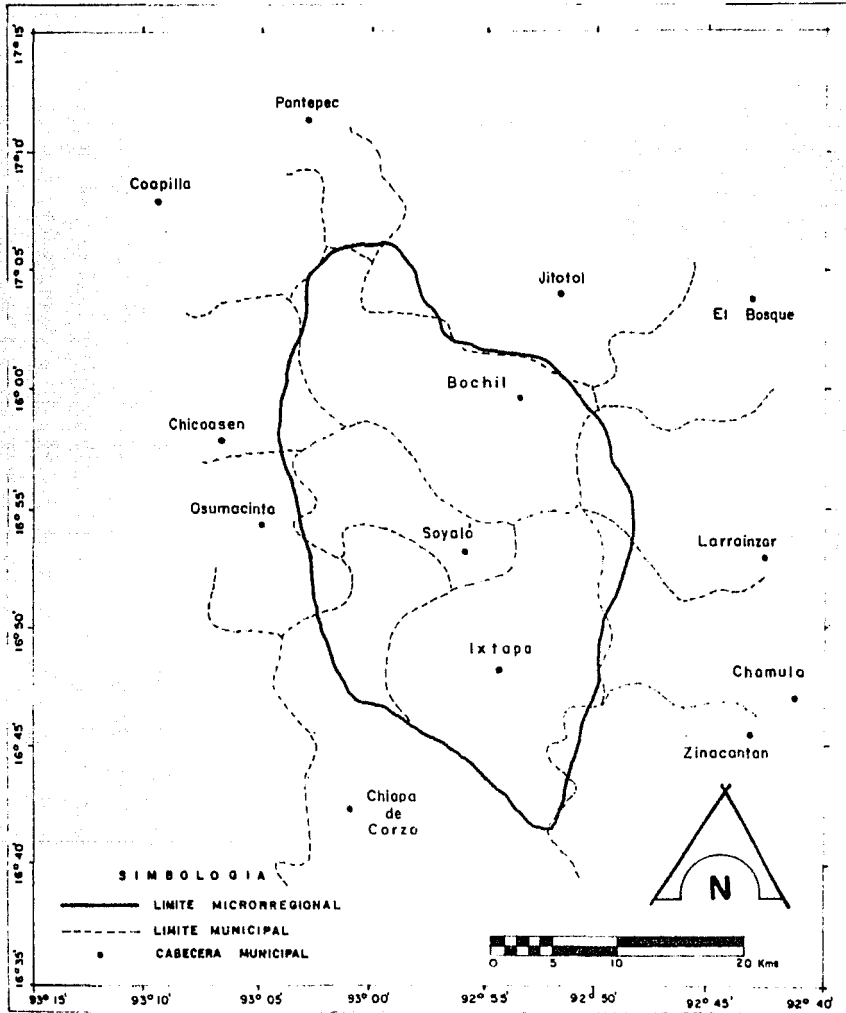 Pantepec
Coapilla
Jitotol
El Bosque
Bochil
Chicoasen
Osumacinta
Soyaló
Larrainzar
Ixtapa
Chamula
Zinacantan
Chiapa
de
Corzo
N
SIMBOLOGIA
LIMITE MICRORREGIONAL
LIMITE MUNICIPAL
CABECERA MUNICIPAL
0 5 10 20 Kms
17° 15'
17° 10'
17° 05'
16° 00'
16° 55'
16° 50'
16° 45'
16° 40'
16° 35'
93° 15' 93° 10' 93° 05' 93° 00' 92° 55' 92° 50' 92° 45' 92° 40'